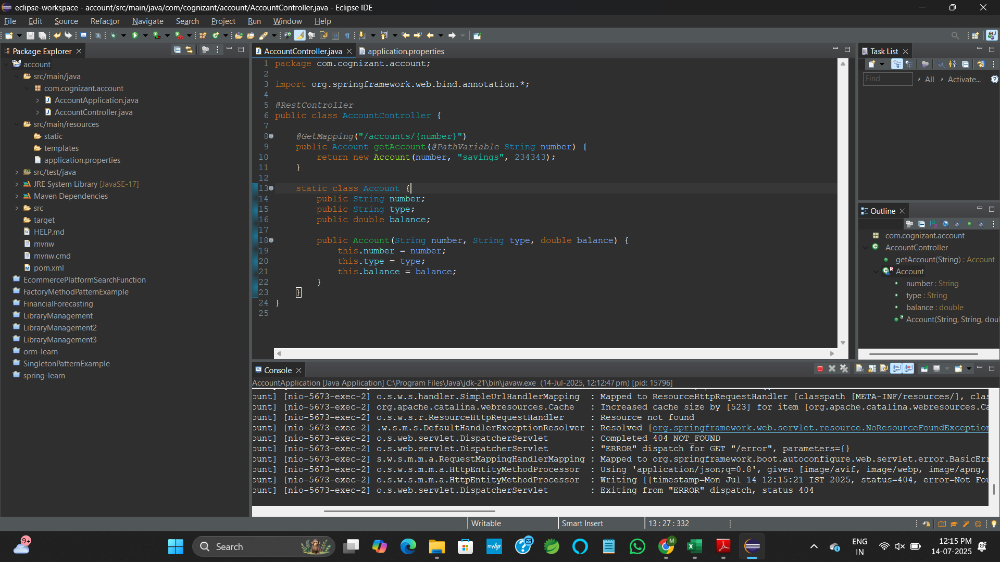 eclipse-workspace - account/src/main/java/com/cognizant/account/AccountController.java - Eclipse IDE
File Edit Source Refactor Navigate Search Project Run Window Help
Package Explorer
account
src/main/java
com.cognizant.account
AccountApplication.java
AccountController.java
src/main/resources
static
templates
application.properties
src/test/java
JRE System Library [JavaSE-17]
Maven Dependencies
src
target
HELP.md
mvnw
mvnw.cmd
pom.xml
EcommercePlatformSearchFunction
FactoryMethodPatternExample
FinancialForecasting
LibraryManagement
LibraryManagement2
LibraryManagement3
orm-learn
SingletonPatternExample
spring-learn
AccountController.java application.properties
1 package com.cognizant.account;
2
3 import org.springframework.web.bind.annotation.*;
4
5 @RestController
6 public class AccountController {
7
8 @GetMapping("/accounts/{number}")
9 public Account getAccount(@PathVariable String number) {
10 return new Account(number, "savings", 234343);
11 }
12
13 static class Account {
14 public String number;
15 public String type;
16 public double balance;
17
18 public Account(String number, String type, double balance) {
19 this.number = number;
20 this.type = type;
21 this.balance = balance;
22 }
23 }
24 }
25
Task List
Find All Activate...
Outline
com.cognizant.account
AccountController
getAccount(String) : Account
Account
number : String
type : String
balance : double
Account(String, String, dou
Console
AccountApplication [Java Application] C:\Program Files\Java\jdk-21\bin\javaw.exe (14-Jul-2025, 12:12:47 pm) [pid: 15796]
ount] [nio-5673-exec-2] o.s.w.s.handler.SimpleUrlHandlerMapping : Mapped to ResourceHttpRequestHandler [classpath [META-INF/resources/], clas
ount] [nio-5673-exec-2] org.apache.catalina.webresources.Cache : Increased cache size by [523] for item [org.apache.catalina.webresources.Ca
ount] [nio-5673-exec-2] o.s.w.s.r.ResourceHttpRequestHandler : Resource not found
ount] [nio-5673-exec-2] .w.s.m.s.DefaultHandlerExceptionResolver : Resolved [org.springframework.web.servlet.resource.NoResourceFoundException
ount] [nio-5673-exec-2] o.s.web.servlet.DispatcherServlet : Completed 404 NOT_FOUND
ount] [nio-5673-exec-2] o.s.web.servlet.DispatcherServlet : "ERROR" dispatch for GET "/error", parameters={}
ount] [nio-5673-exec-2] s.w.s.m.m.a.RequestMappingHandlerMapping : Mapped to org.springframework.boot.autoconfigure.web.servlet.error.BasicErr
ount] [nio-5673-exec-2] o.s.w.s.m.m.a.HttpEntityMethodProcessor : Using 'application/json;q=0.8', given [image/avif, image/webp, image/apng,
ount] [nio-5673-exec-2] o.s.w.s.m.m.a.HttpEntityMethodProcessor : Writing [{timestamp=Mon Jul 14 12:15:21 IST 2025, status=404, error=Not Fou
ount] [nio-5673-exec-2] o.s.web.servlet.DispatcherServlet : Exiting from "ERROR" dispatch, status 404
Writable Smart Insert 13 : 27 : 332
9+
Search
myhp
M
ENG
IN
12:15 PM
14-07-2025